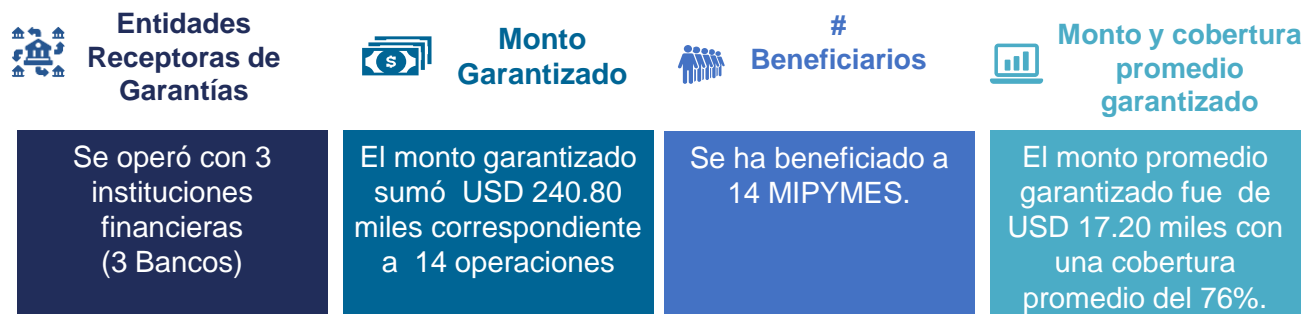 Entidades
Receptoras de
Garantías
Se operó con 3
instituciones
financieras
(3 Bancos)
Monto
Garantizado
El monto garantizado
sumó USD 240.80
miles correspondiente
a 14 operaciones
#
Beneficiarios
Se ha beneficiado a
14 MIPYMES.
Monto y cobertura
promedio
garantizado
El monto promedio
garantizado fue de
USD 17.20 miles con
una cobertura
promedio del 76%.